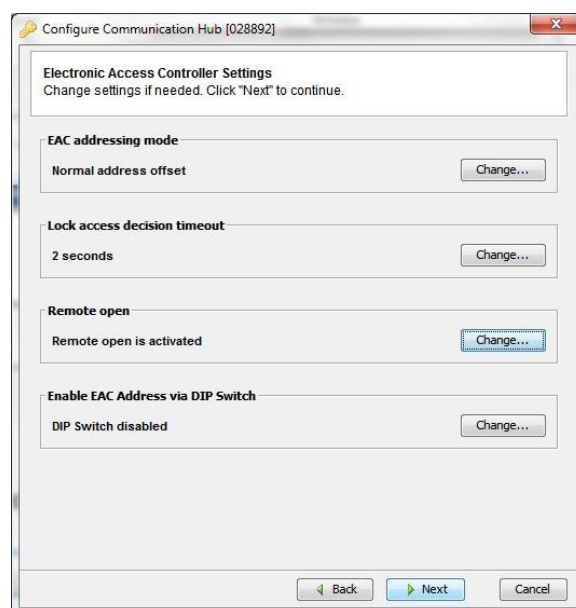 Configure Communication Hub [028892]
Electronic Access Controller Settings
Change settings if needed. Click "Next" to continue.
EAC addressing mode
Normal address offset
Change...
Lock access decision timeout
2 seconds
Change...
Remote open
Remote open is activated
Change...
Enable EAC Address via DIP Switch
DIP Switch disabled
Change...
Back
Next
Cancel